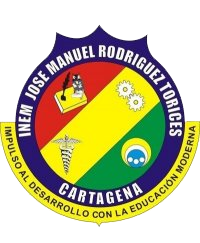 INEM JOSE MANUEL RODRIGUEZ TORICES
CARTAGENA
IMPULSO AL DESARROLLO CON LA EDUCACIÓN MODERNA